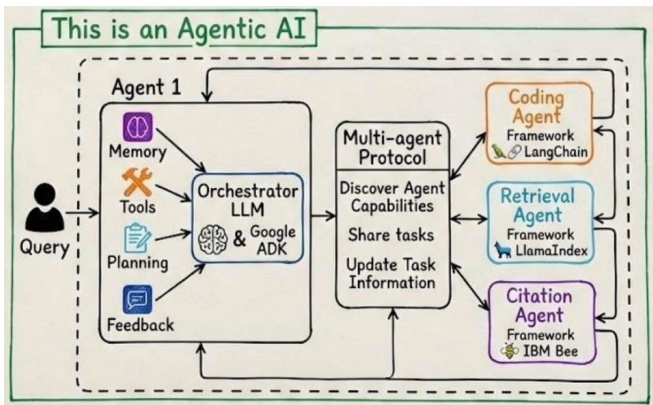 This is an Agentic AI
Agent 1
Memory
Tools
Planning
Feedback
Query
Orchestrator
LLM
& Google
ADK
Multi-agent
Protocol
Discover Agent
Capabilities
Share tasks
Update Task
Information
Coding
Agent
Framework
LangChain
Retrieval
Agent
Framework
LlamaIndex
Citation
Agent
Framework
IBM Bee